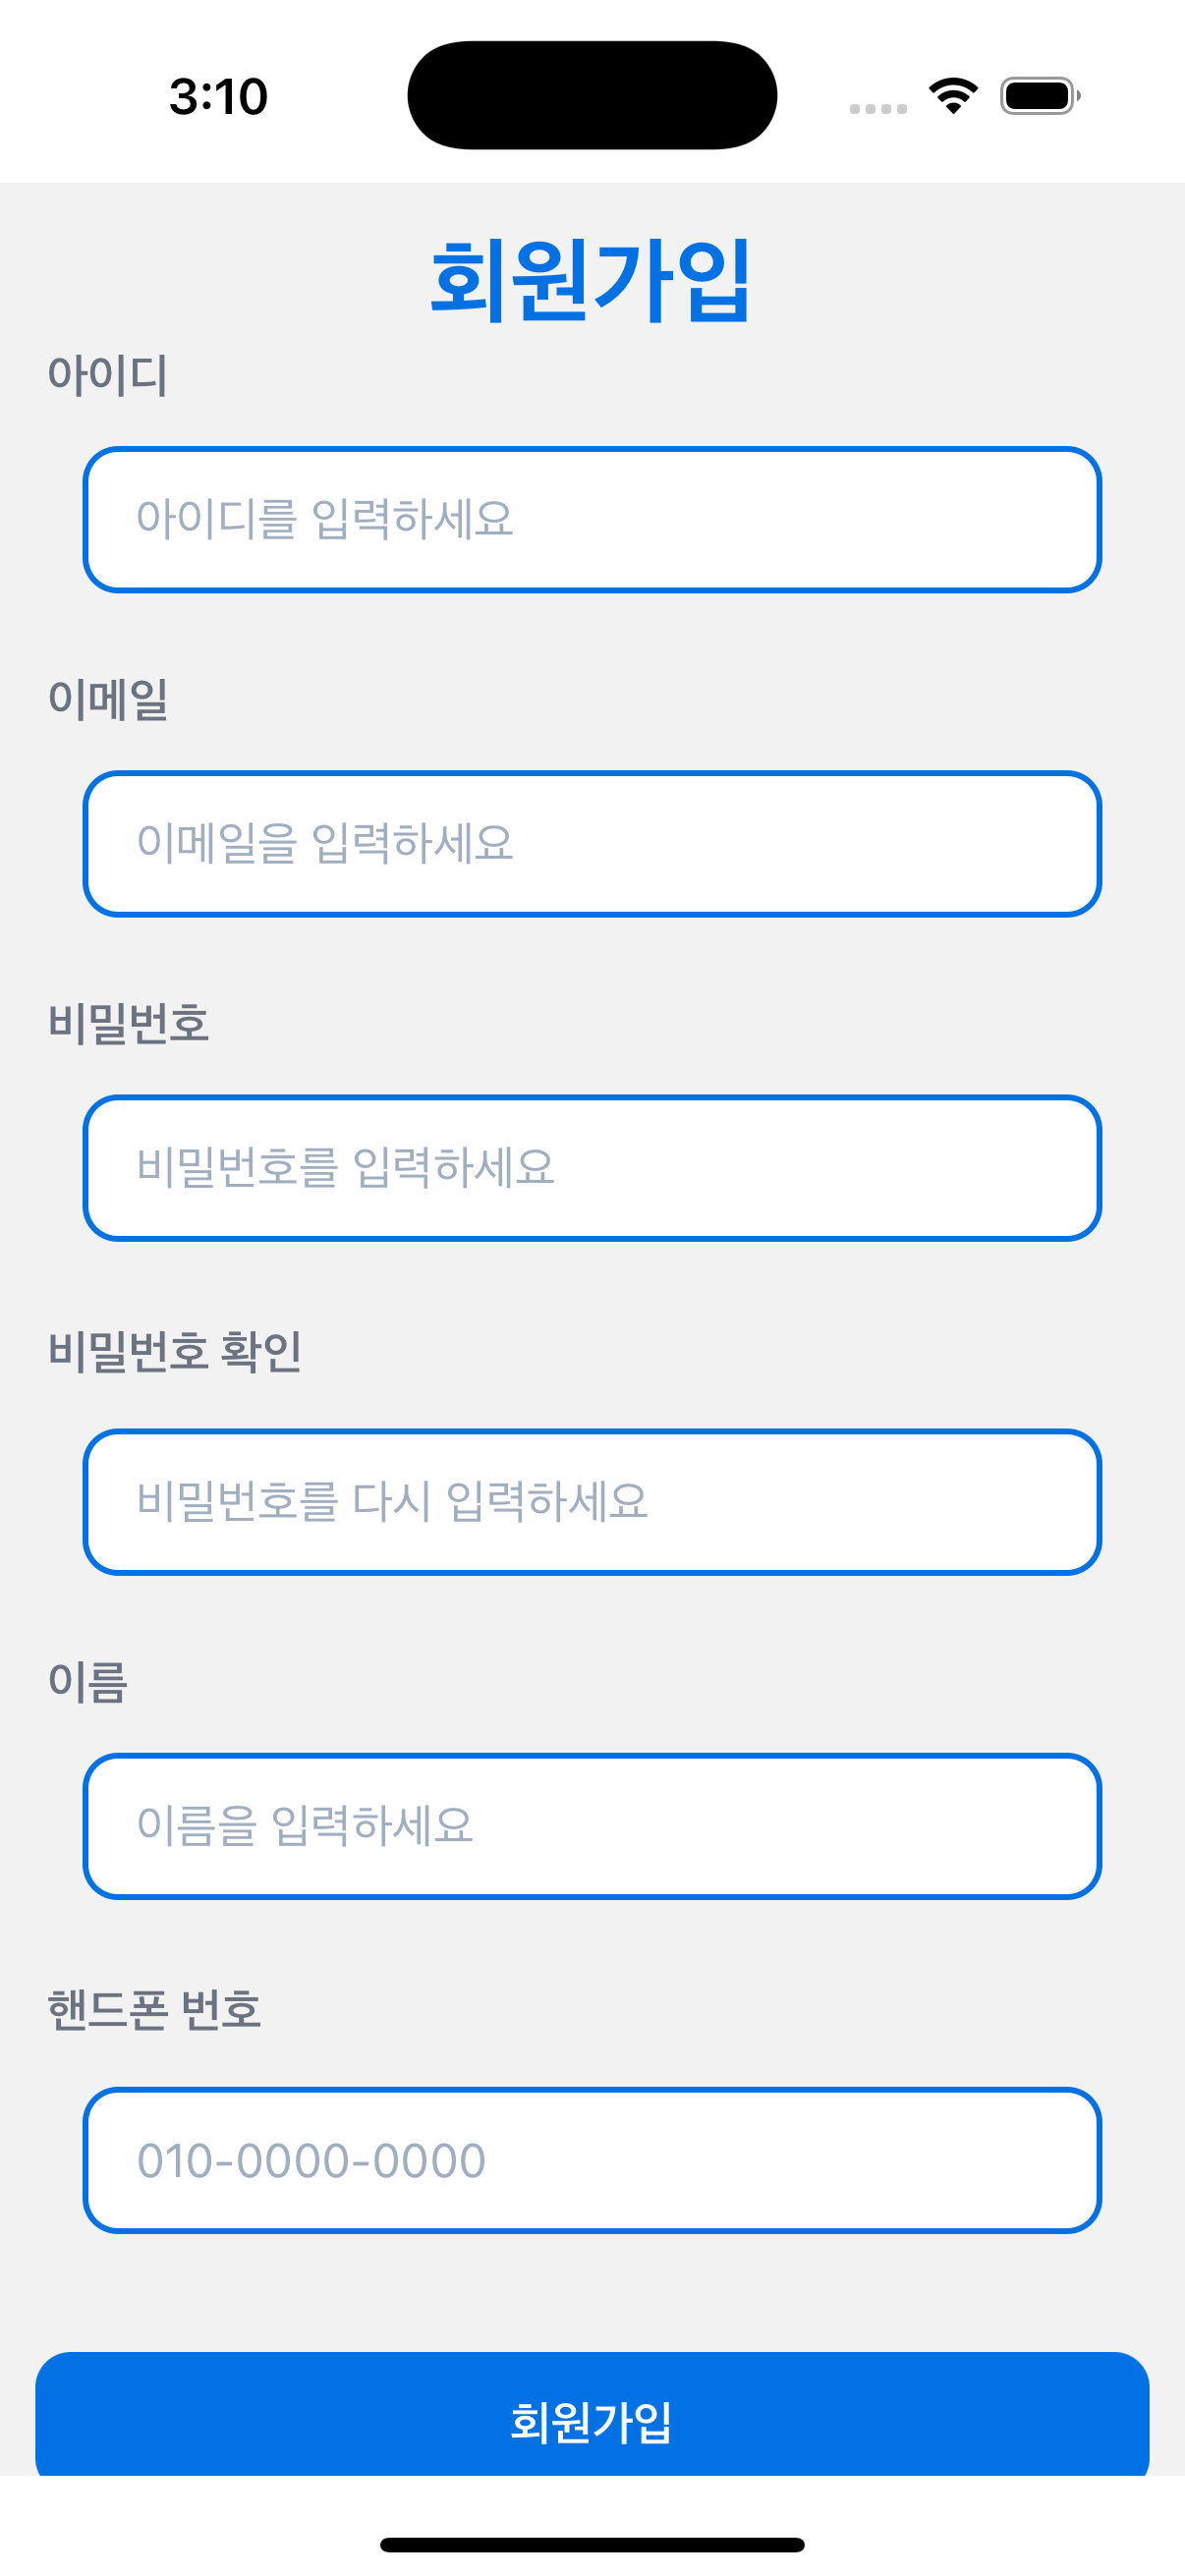 3:10
회원가입
아이디
아이디를 입력하세요
이메일
이메일을 입력하세요
비밀번호
비밀번호를 입력하세요
비밀번호 확인
비밀번호를 다시 입력하세요
이름
이름을 입력하세요
핸드폰 번호
010-0000-0000
회원가입